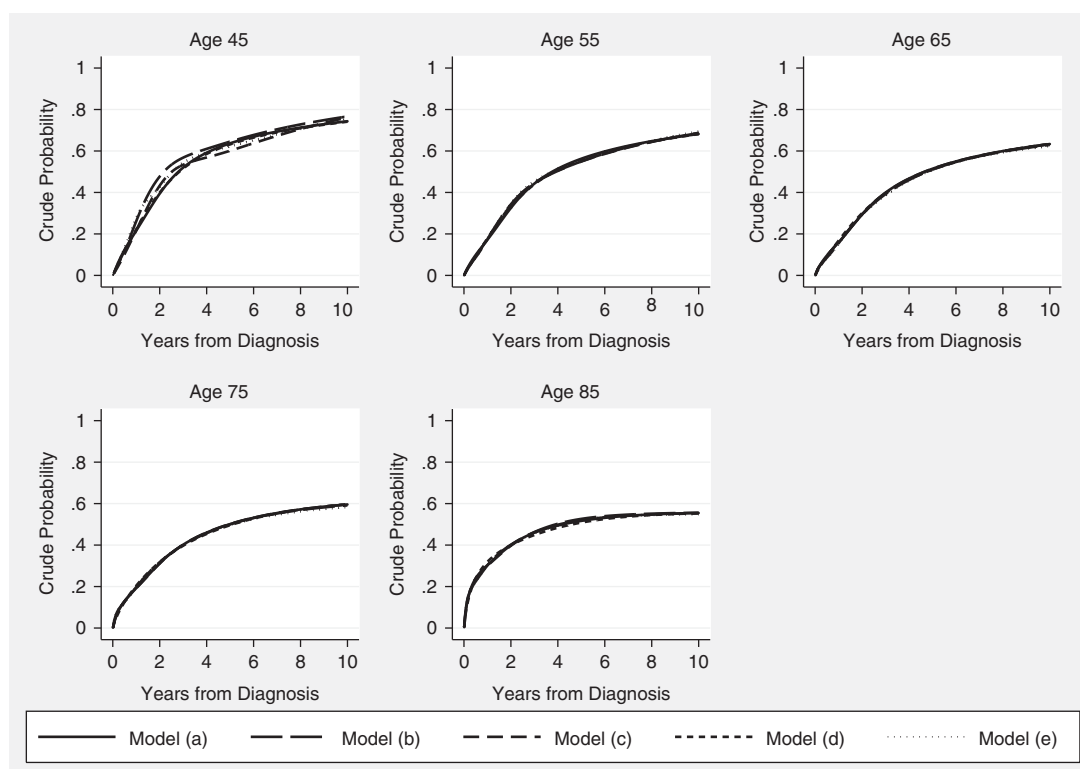 Age 45
Age 55
Age 65
Crude Probability
1
.8
.6
.4
.2
0
0 2 4 6 8 10
Years from Diagnosis
Crude Probability
1
.8
.6
.4
.2
0
0 2 4 6 8 10
Years from Diagnosis
Crude Probability
1
.8
.6
.4
.2
0
0 2 4 6 8 10
Years from Diagnosis
Age 75
Age 85
Crude Probability
1
.8
.6
.4
.2
0
0 2 4 6 8 10
Years from Diagnosis
Crude Probability
1
.8
.6
.4
.2
0
0 2 4 6 8 10
Years from Diagnosis
Model (a) Model (b) Model (c) Model (d) Model (e)